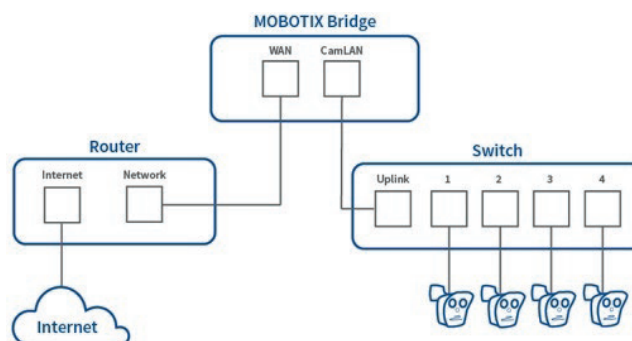 MOBOTIX Bridge
WAN CamLAN
Router
Internet Network
Switch
Uplink 1 2 3 4
Internet